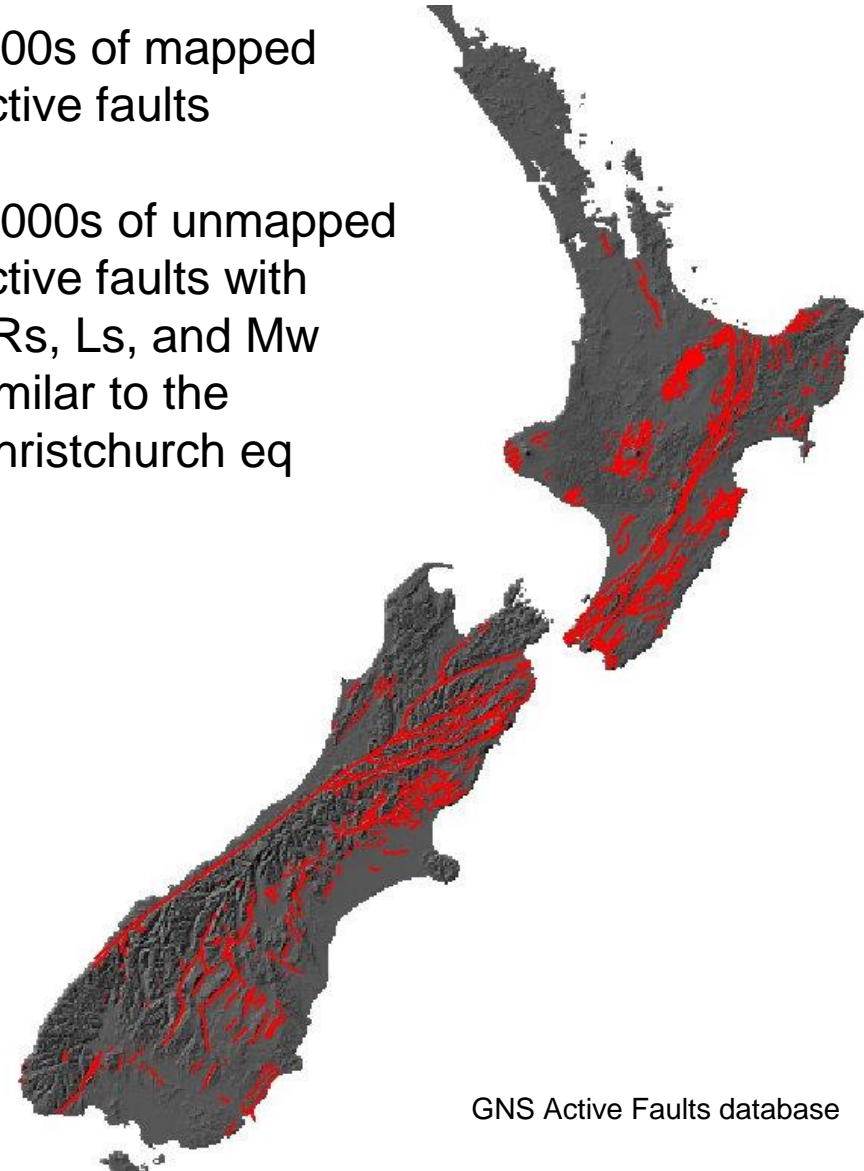 00s of mapped
ctive faults
000s of unmapped
ctive faults with
Rs, Ls, and Mw
milar to the
hristchurch eq
GNS Active Faults database